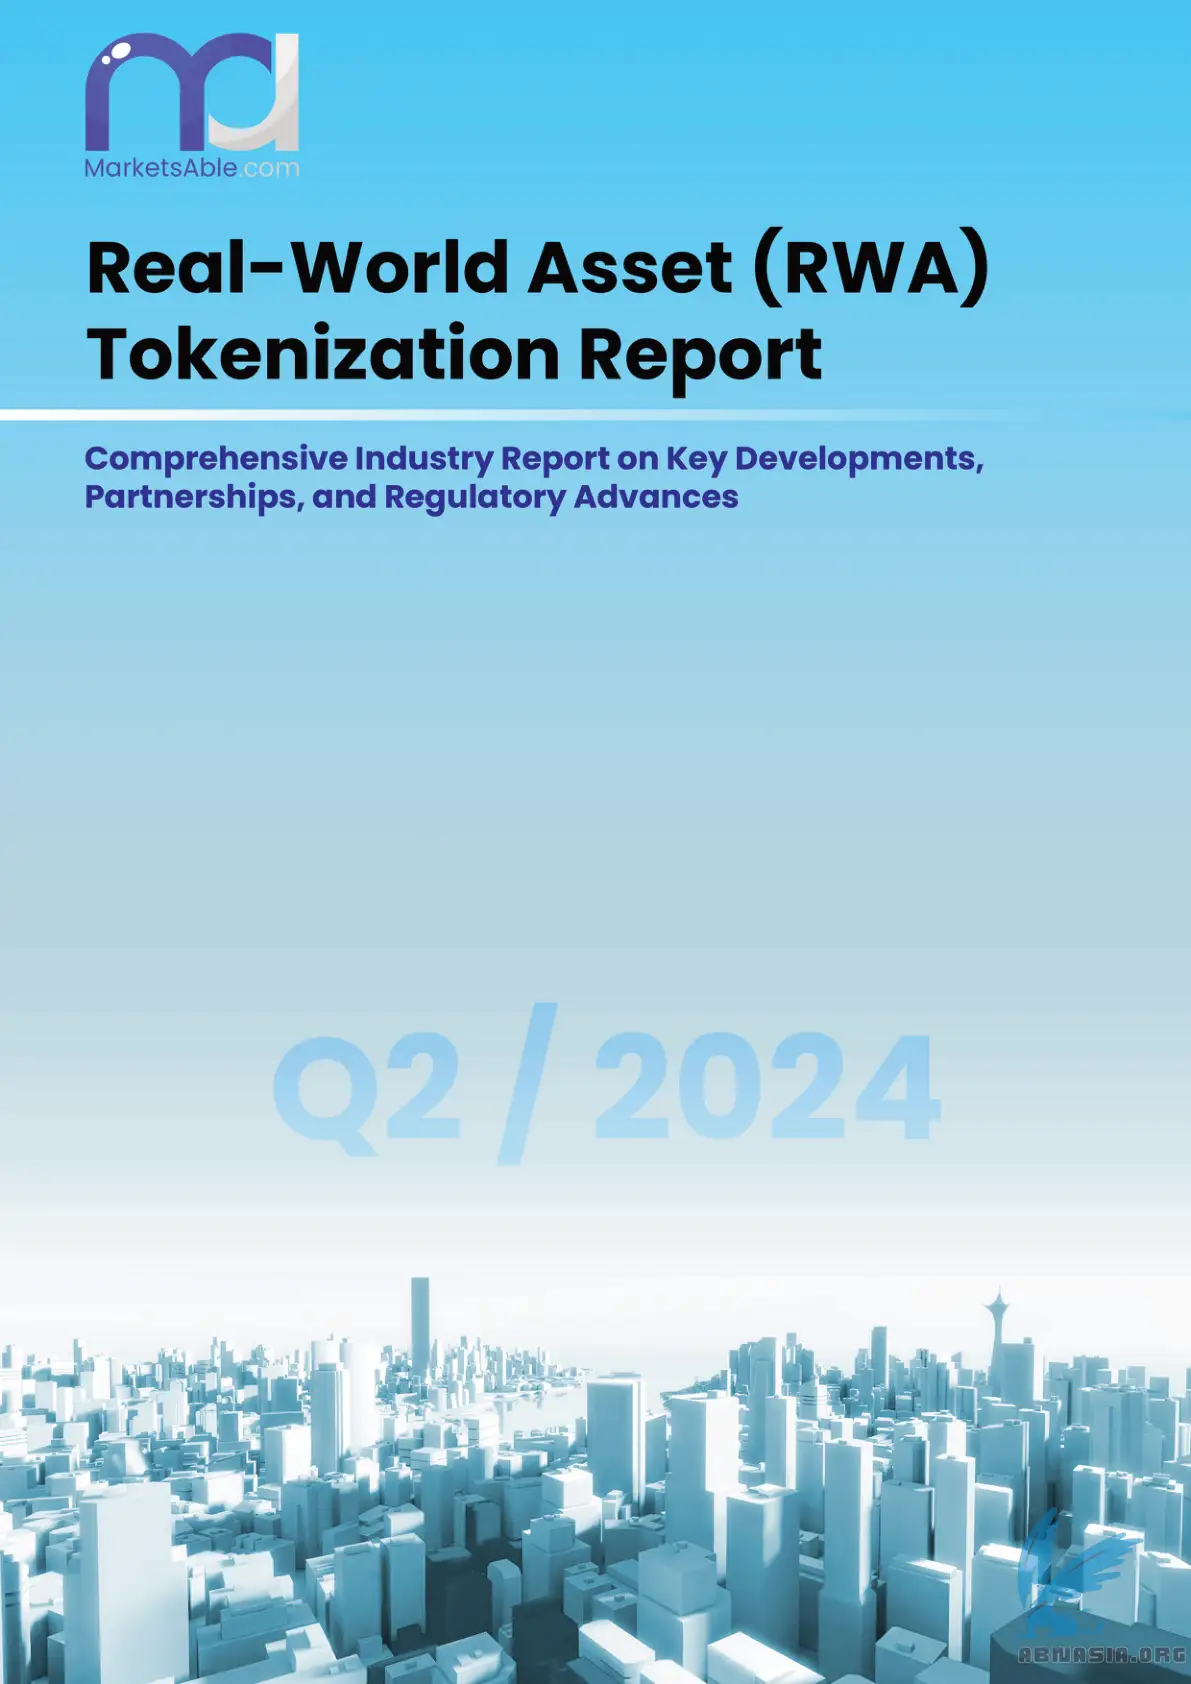 MarketsAble.com
Real-World Asset (RWA)
Tokenization Report
Comprehensive Industry Report on Key Developments,
Partnerships, and Regulatory Advances
Q2 / 2024
ABNASIA.ORG